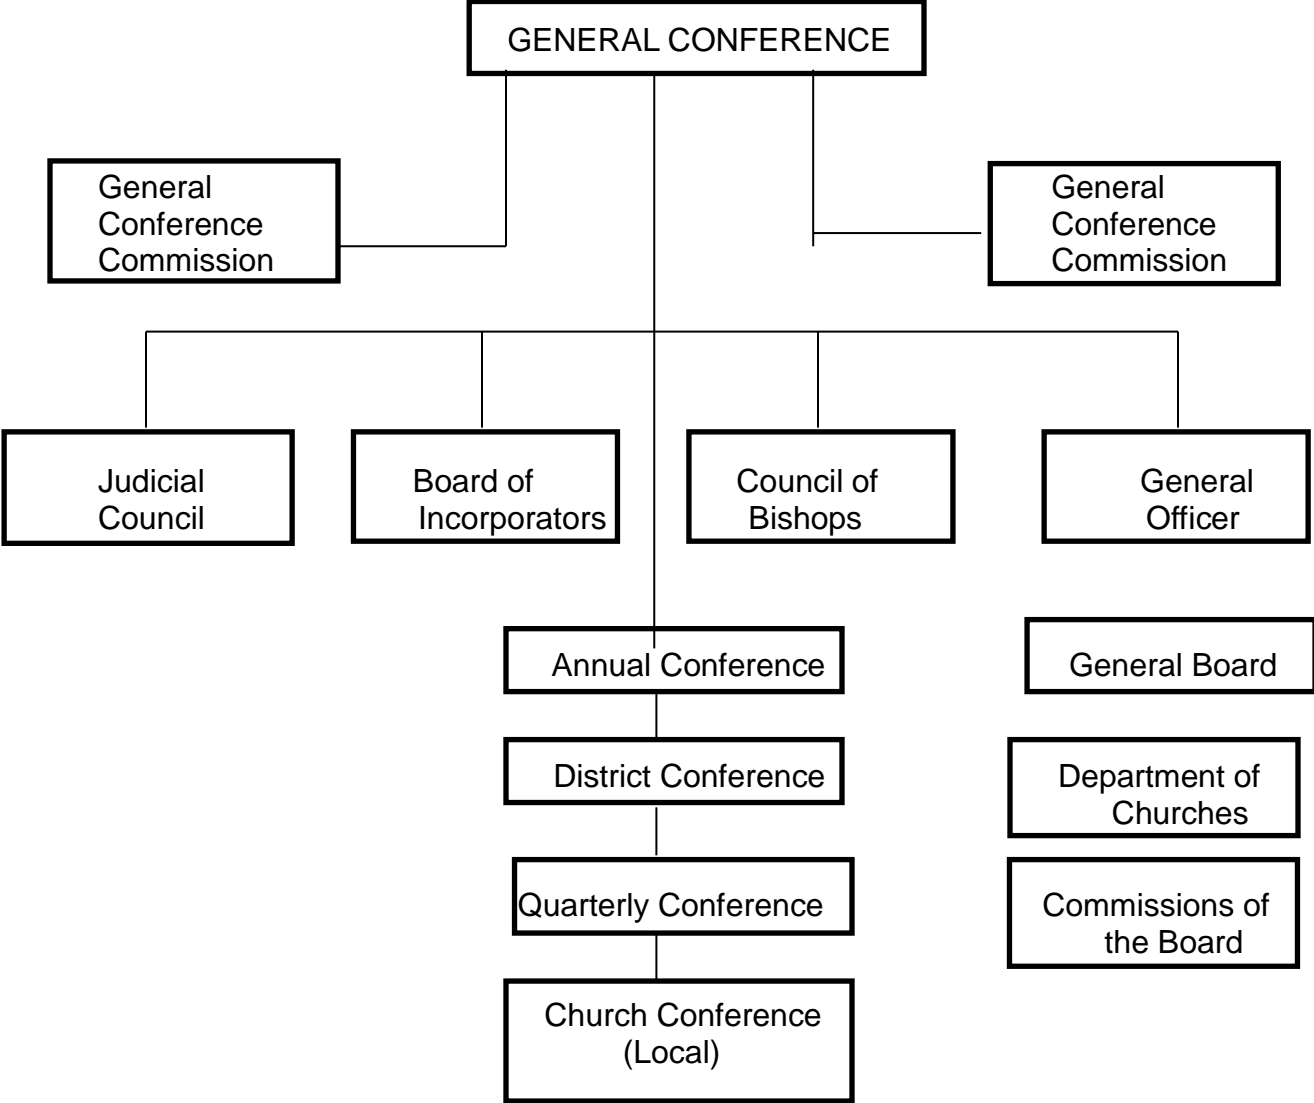 GENERAL CONFERENCE
General
Conference
Commission
General
Conference
Commission
Judicial
Council
Board of
Incorporators
Council of
Bishops
General
Officer
Annual Conference
General Board
District Conference
Department of
Churches
Quarterly Conference
Commissions of
the Board
Church Conference
(Local)